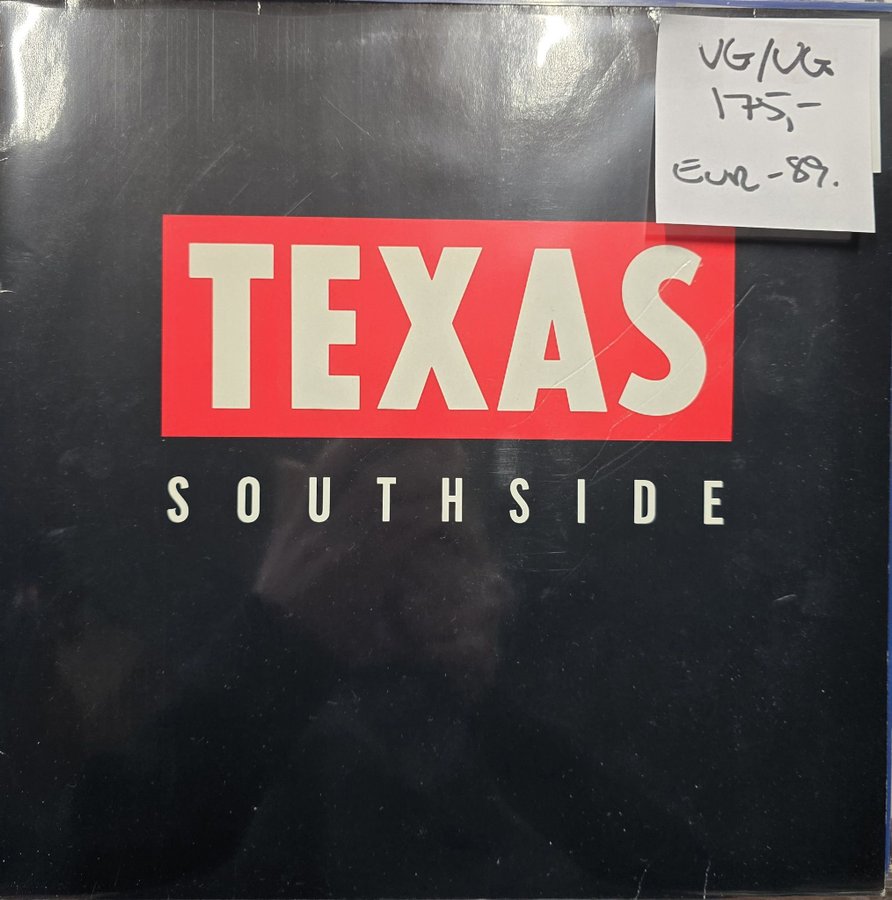 VG/VG
175,-
EUR-89.
TEXAS
SOUTHSIDE